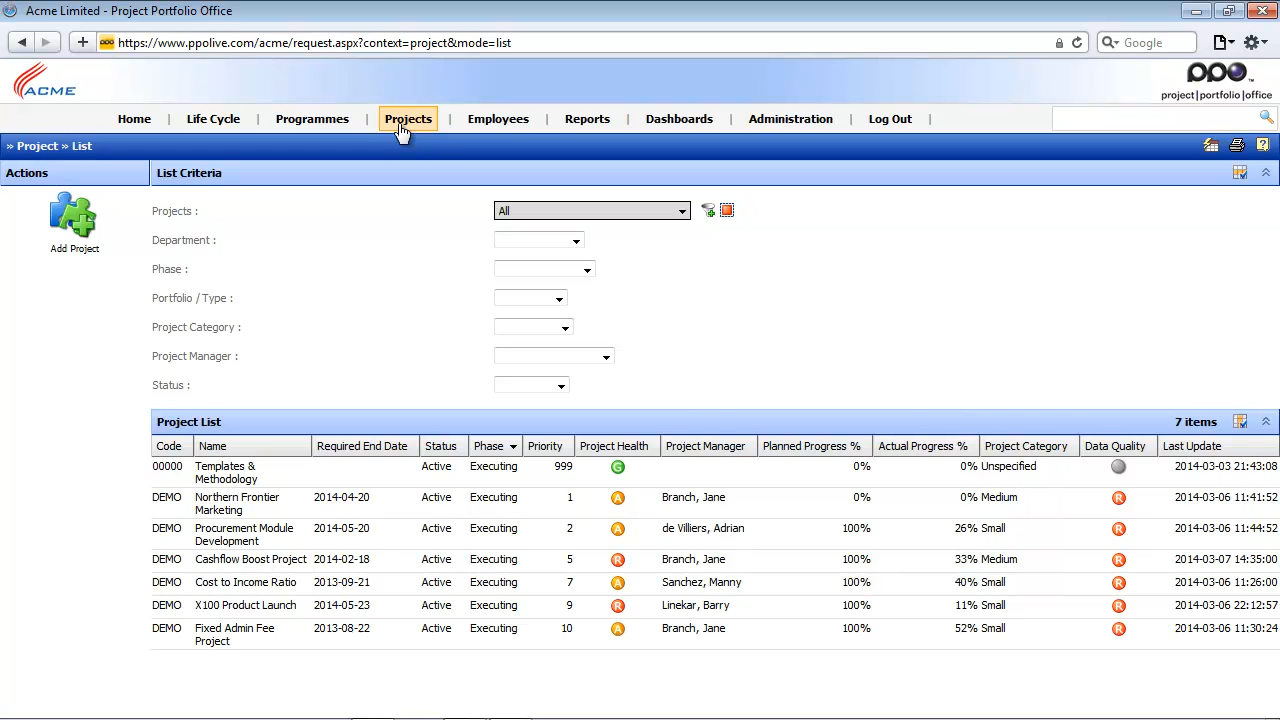 Acme Limited - Project Portfolio Office
https://www.ppolive.com/acme/request.aspx?context=project&mode=list
Google
ACME
ppo™
project|portfolio|office
Home | Life Cycle | Programmes | Projects | Employees | Reports | Dashboards | Administration | Log Out |
» Project » List
Actions
List Criteria
Add Project
Projects :
All
Department :
Phase :
Portfolio / Type :
Project Category :
Project Manager :
Status :
Project List
7 items
Code Name Required End Date Status Phase Priority Project Health Project Manager Planned Progress % Actual Progress % Project Category Data Quality Last Update
00000 Templates & Active Executing 999 G 0% 0% Unspecified 2014-03-03 21:43:08
Methodology
DEMO Northern Frontier 2014-04-20 Active Executing 1 A Branch, Jane 0% 0% Medium R 2014-03-06 11:41:52
Marketing
DEMO Procurement Module 2014-05-20 Active Executing 2 A de Villiers, Adrian 100% 26% Small R 2014-03-06 11:44:52
Development
DEMO Cashflow Boost Project 2014-02-18 Active Executing 5 R Branch, Jane 100% 33% Medium R 2014-03-07 14:35:00
DEMO Cost to Income Ratio 2013-09-21 Active Executing 7 A Sanchez, Manny 100% 40% Small R 2014-03-06 11:26:00
DEMO X100 Product Launch 2014-05-23 Active Executing 9 R Linekar, Barry 100% 11% Small R 2014-03-06 22:12:57
DEMO Fixed Admin Fee 2013-08-22 Active Executing 10 A Branch, Jane 100% 52% Small R 2014-03-06 11:30:24
Project